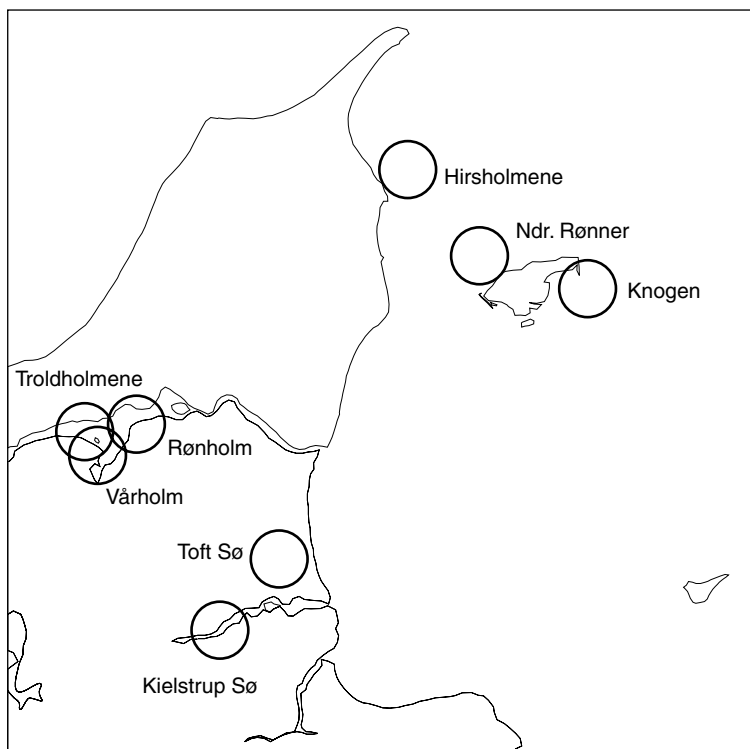 Hirsholmene
Ndr. Rønner
Knogen
Troldholmene
Rønholm
Vårholm
Toft Sø
Kielstrup Sø